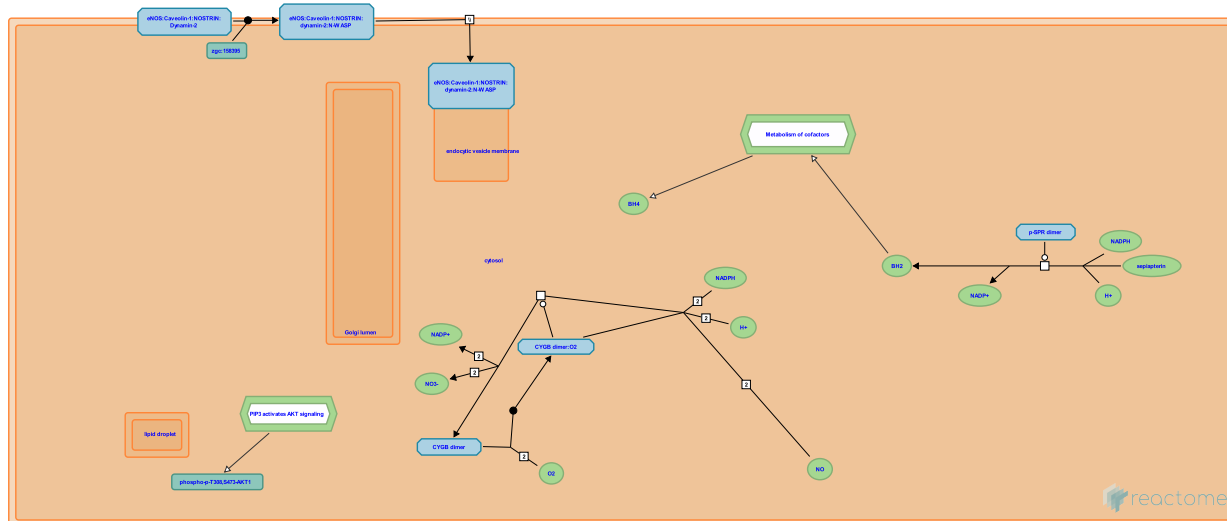 eNOS:Caveolin-1:NOSTRIN:
Dynamin-2
eNOS:Caveolin-1:NOSTRIN:
dynamin-2:N-WASP
s
zgc:158395
eNOS:Caveolin-1:NOSTRIN:
dynamin-2:N-WASP
endocytic vesicle membrane
Metabolism of cofactors
BH4
p-SPR dimer
NADPH
sepiapterin
BH2
NADP+
H+
cytosol
NADPH
2
2
H+
Golgi lumen
NADP+
2
CYGB dimer:O2
NO3-
2
2
PIP3 activates AKT signaling
lipid droplet
CYGB dimer
2
O2
NO
phospho-p-T308,S473-AKT1
reactome